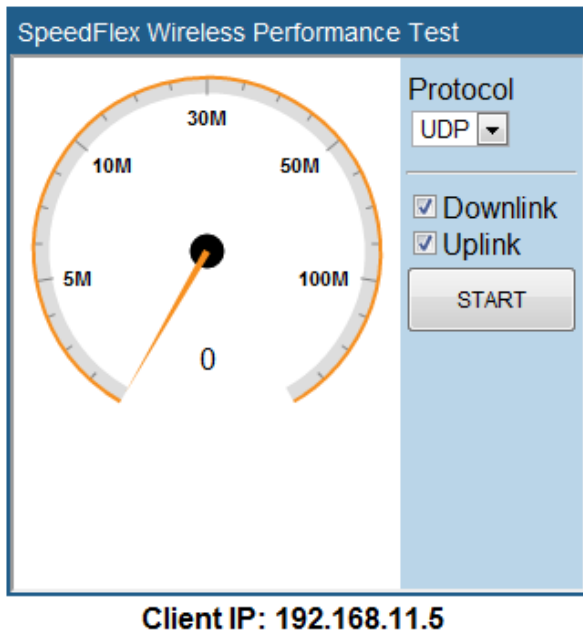 SpeedFlex Wireless Performance Test
Protocol
UDP
30M
10M
50M
5M
100M
0
Downlink
Uplink
START
Client IP: 192.168.11.5